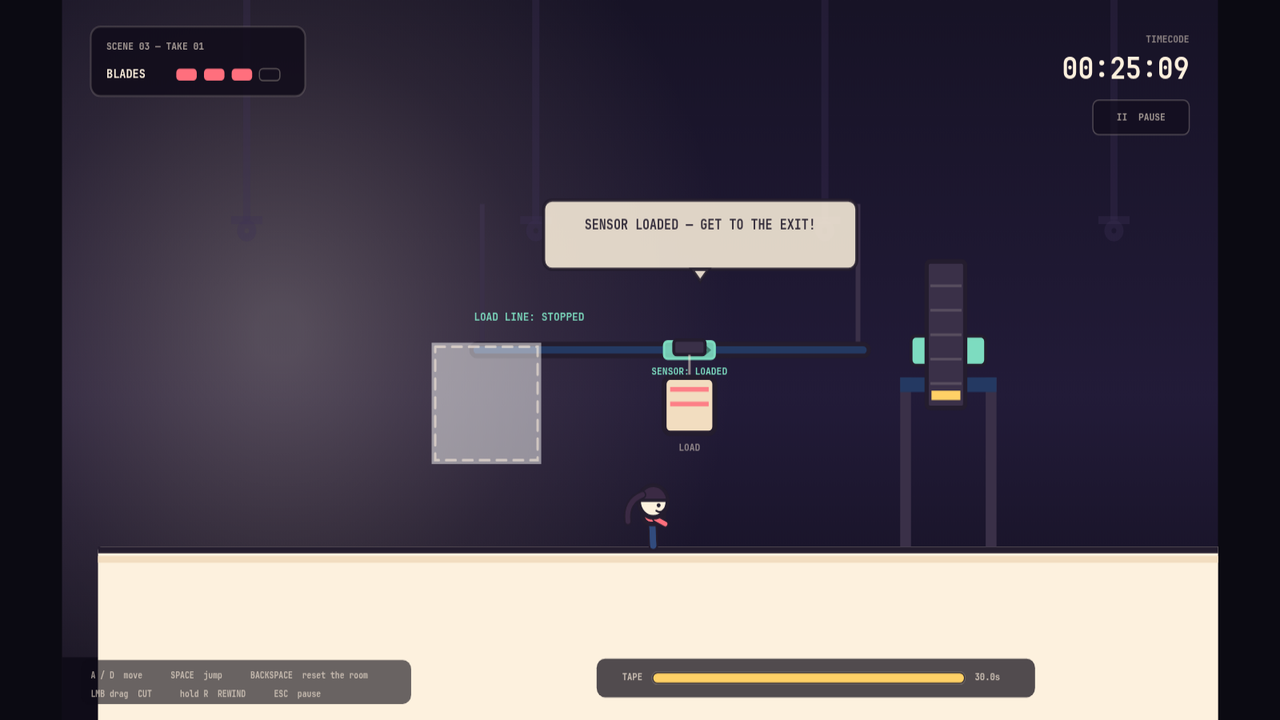 SCENE 03 — TAKE 01
BLADES
TIMECODE
00:25:09
II PAUSE
SENSOR LOADED — GET TO THE EXIT!
LOAD LINE: STOPPED
SENSOR: LOADED
LOAD
A / D move SPACE jump BACKSPACE reset the room
LMB drag CUT hold R REWIND ESC pause
TAPE 30.0s